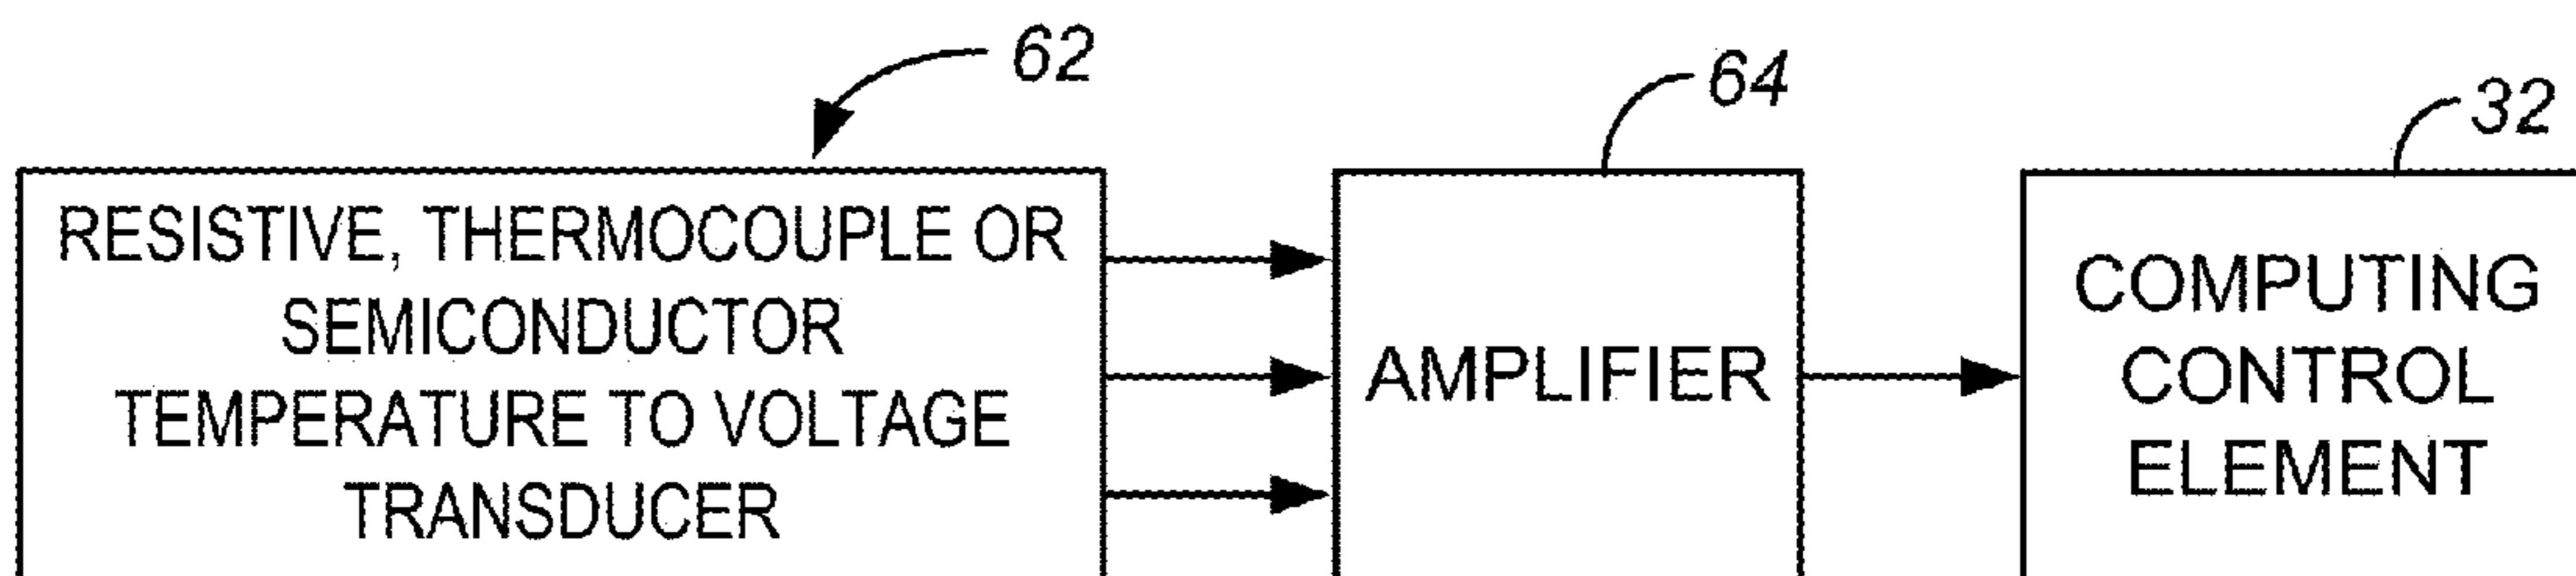 62
64
32
RESISTIVE, THERMOCOUPLE OR
SEMICONDUCTOR
TEMPERATURE TO VOLTAGE
TRANSDUCER
AMPLIFIER
COMPUTING
CONTROL
ELEMENT